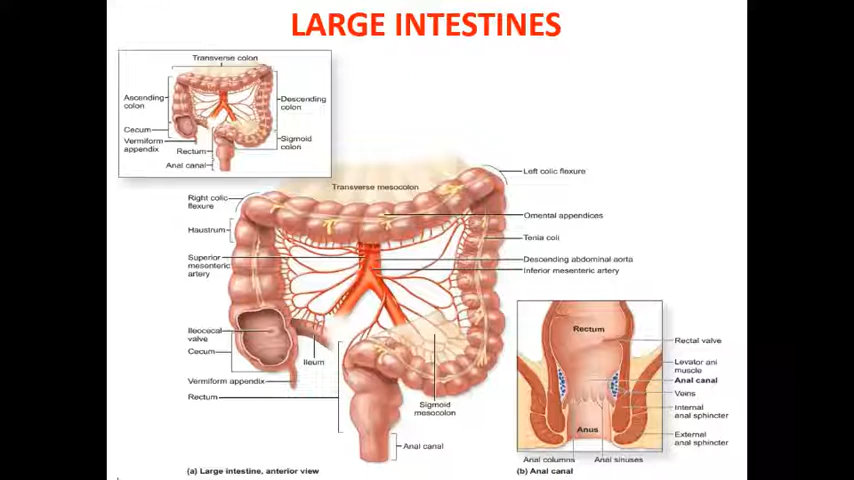 LARGE INTESTINES
Transverse colon
Ascending
colon
Descending
colon
Cecum
Vermiform
appendix
Sigmoid
colon
Rectum
Anal canal
Transverse mesocolon
Left colic flexure
Right colic
flexure
Omental appendices
Haustrum
Tenia coli
Superior
mesenteric
artery
Descending abdominal aorta
Inferior mesenteric artery
Ileocecal
valve
Cecum
Ileum
Vermiform appendix
Rectum
Sigmoid
mesocolon
Anal canal
(a) Large intestine, anterior view
Rectum
Rectal valve
Levator ani
muscle
Anal canal
Veins
Internal
anal sphincter
Anus
External
anal sphincter
Anal columns
Anal sinuses
(b) Anal canal